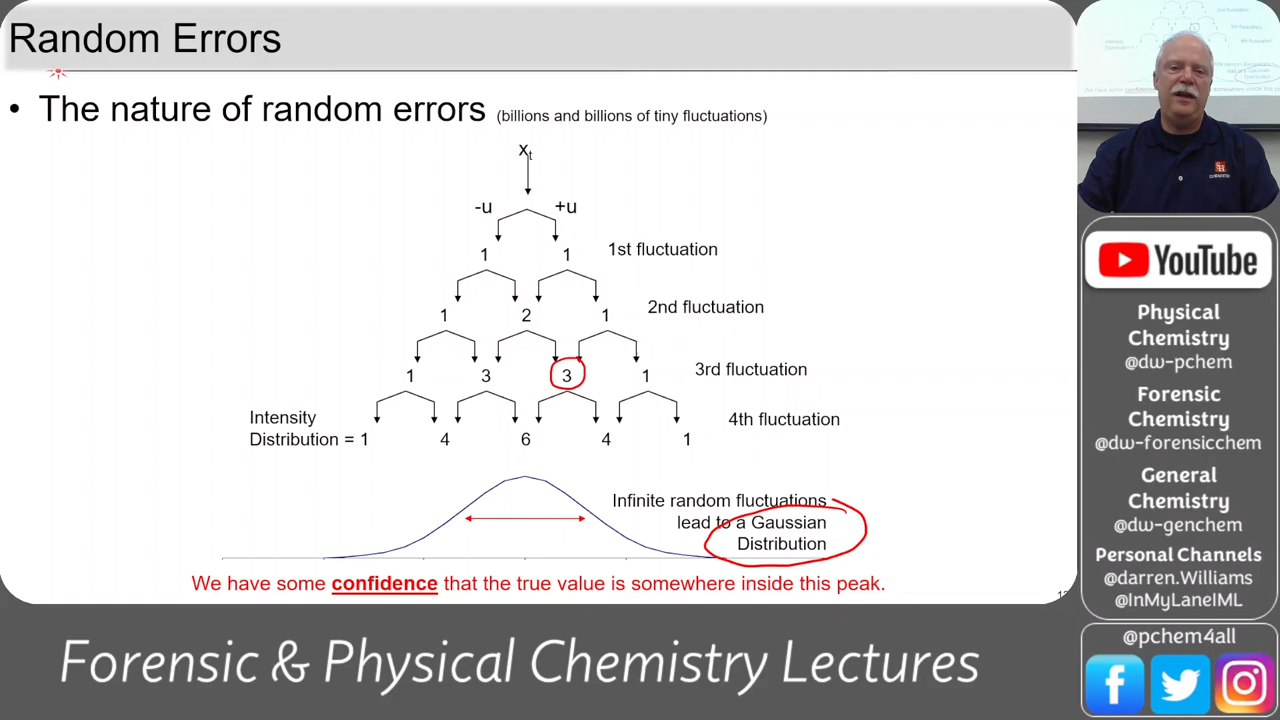 Random Errors
• The nature of random errors (billions and billions of tiny fluctuations)
xt
-u +u
1 1 1st fluctuation
1 2 1 2nd fluctuation
1 3 3 1 3rd fluctuation
4th fluctuation
Intensity
Distribution = 1 4 6 4 1
Infinite random fluctuations
lead to a Gaussian
Distribution
We have some confidence that the true value is somewhere inside this peak.
YouTube
Physical
Chemistry
@dw-pchem
Forensic
Chemistry
@dw-forensicchem
General
Chemistry
@dw-genchem
Personal Channels
@darren.Williams
@InMyLaneIML
@pchem4all
Forensic & Physical Chemistry Lectures